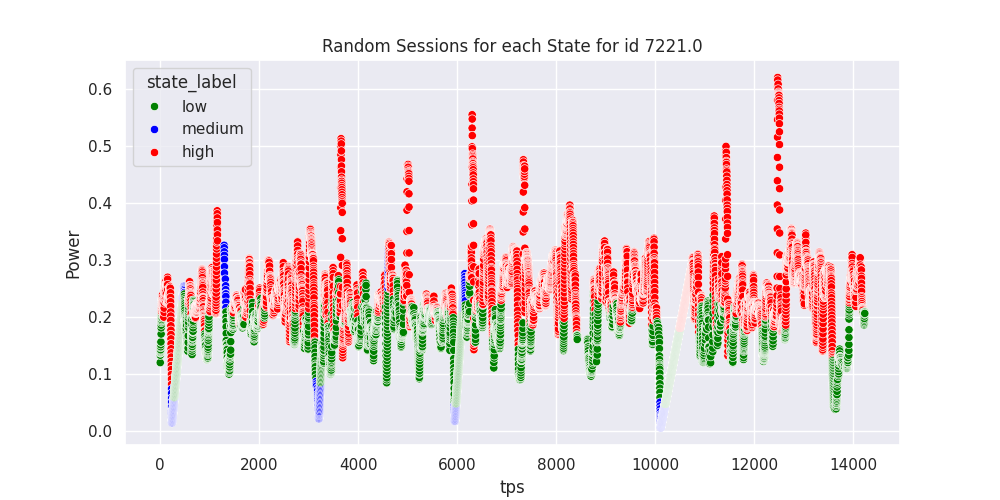 Random Sessions for each State for id 7221.0
state_label
low
medium
high
0.6
0.5
0.4
0.3
0.2
0.1
0.0
Power
0 2000 4000 6000 8000 10000 12000 14000
tps